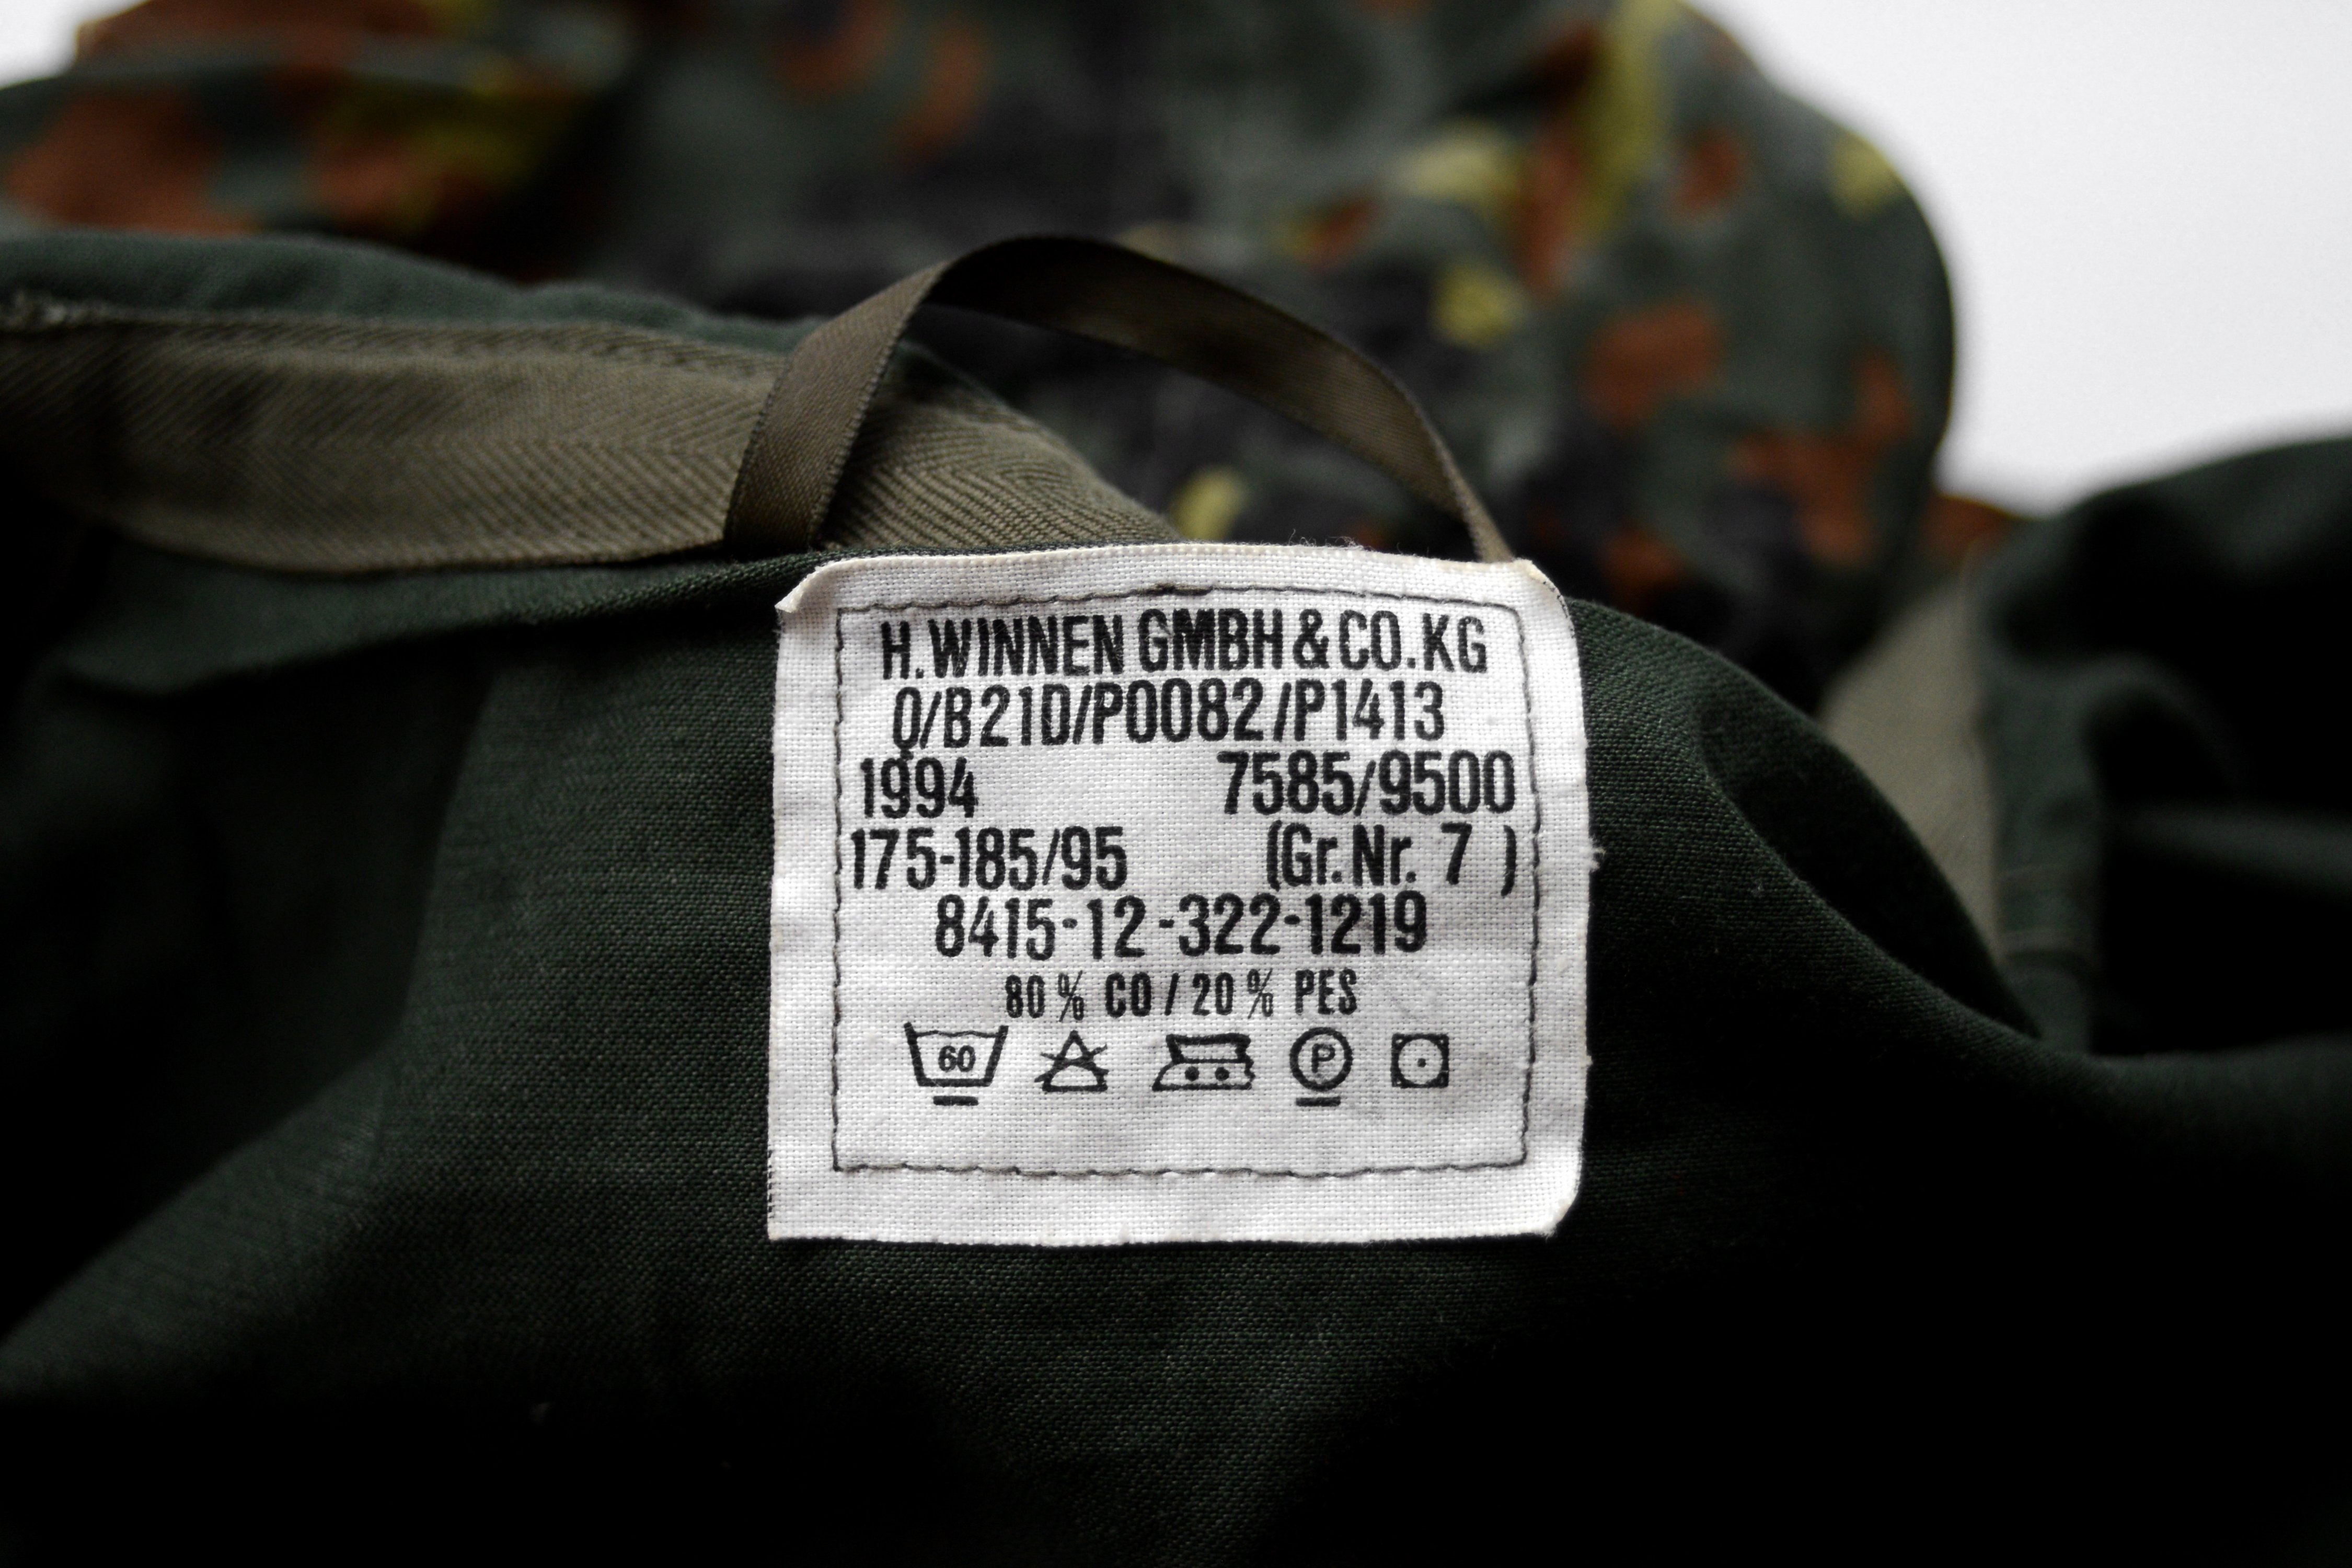 H.WINNEN GMBH & CO.KG
Q/B21D/P0082/P1413
1994 7585/9500
175-185/95 (Gr.Nr. 7 )
8415-12-322-1219
80 % CO / 20 % PES
60 P